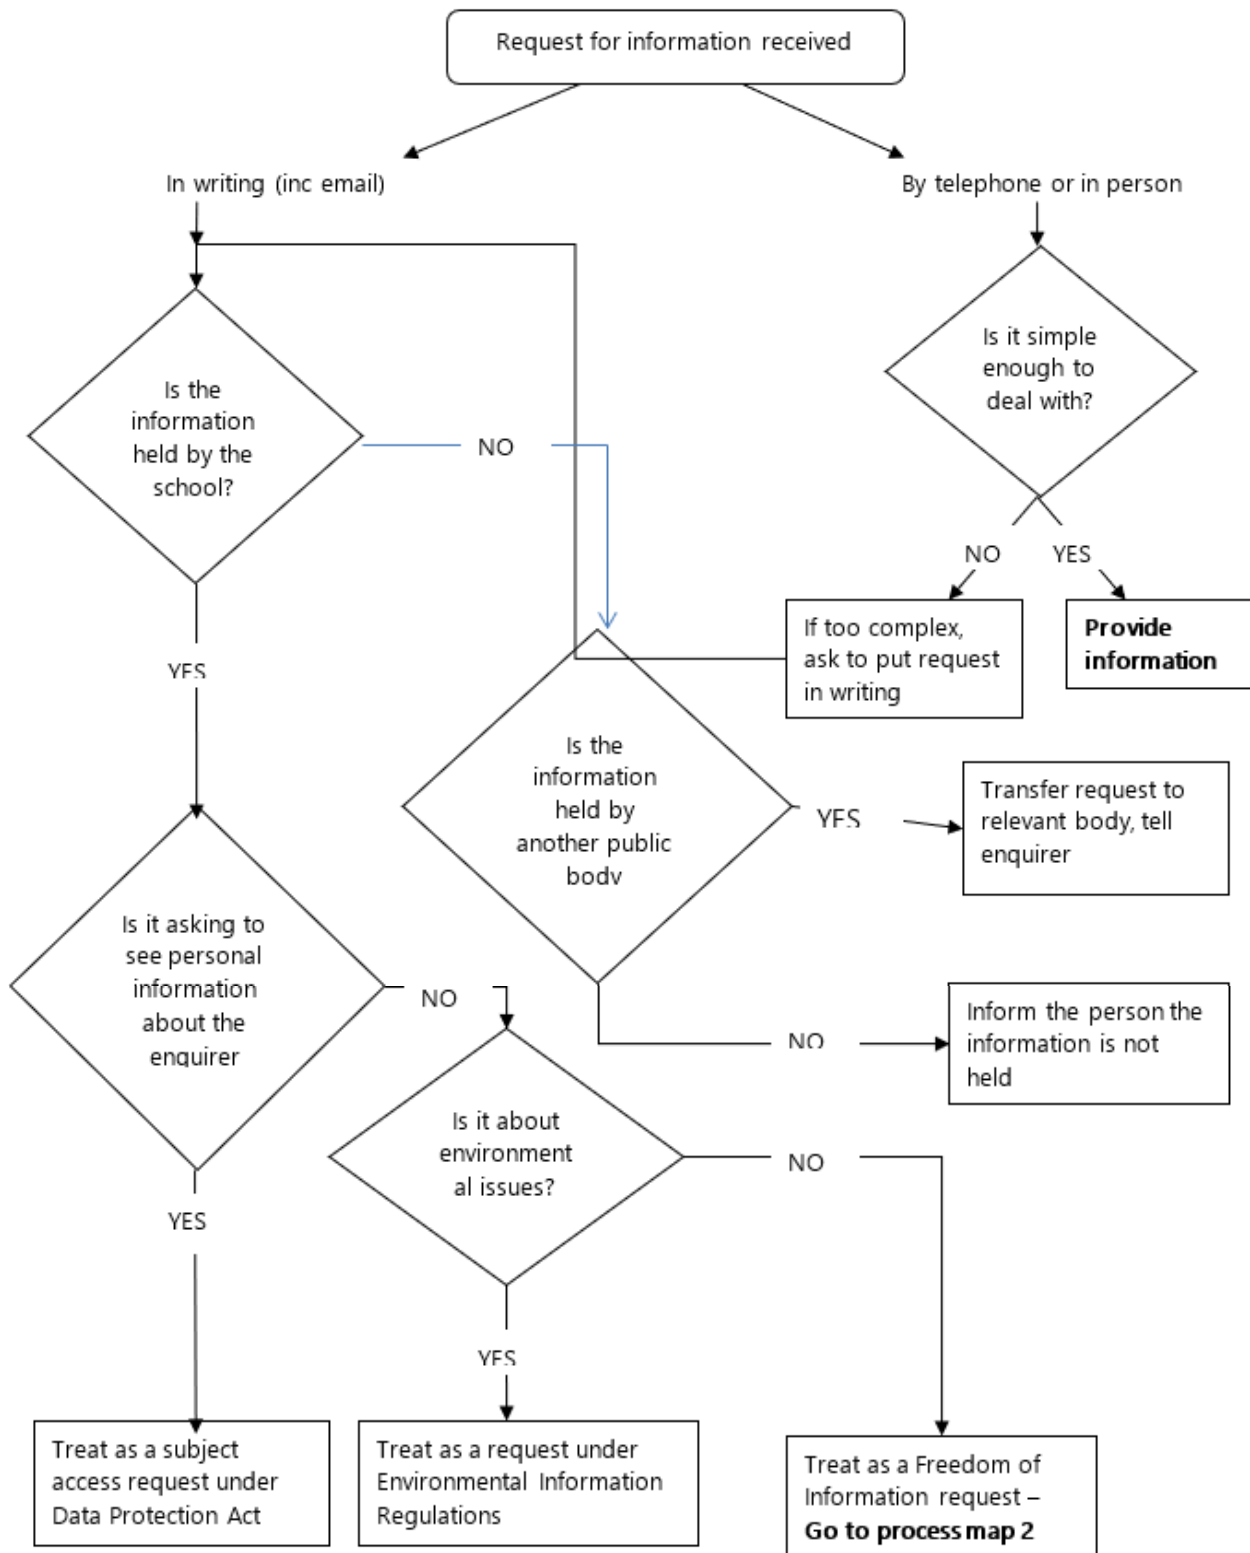 Request for information received
In writing (inc email)
By telephone or in person
Is it simple
enough to
deal with?
Is the
information
held by the
school?
NO
NO
YES
If too complex,
ask to put request
in writing
Provide
information
YES
Is the
information
held by
another public
body
YES
Transfer request to
relevant body, tell
enquirer
Is it asking to
see personal
information
about the
enquirer
NO
NO
Inform the person the
information is not
held
Is it about
environment
al issues?
NO
YES
YES
Treat as a subject
access request under
Data Protection Act
Treat as a request under
Environmental Information
Regulations
Treat as a Freedom of
Information request –
Go to process map 2